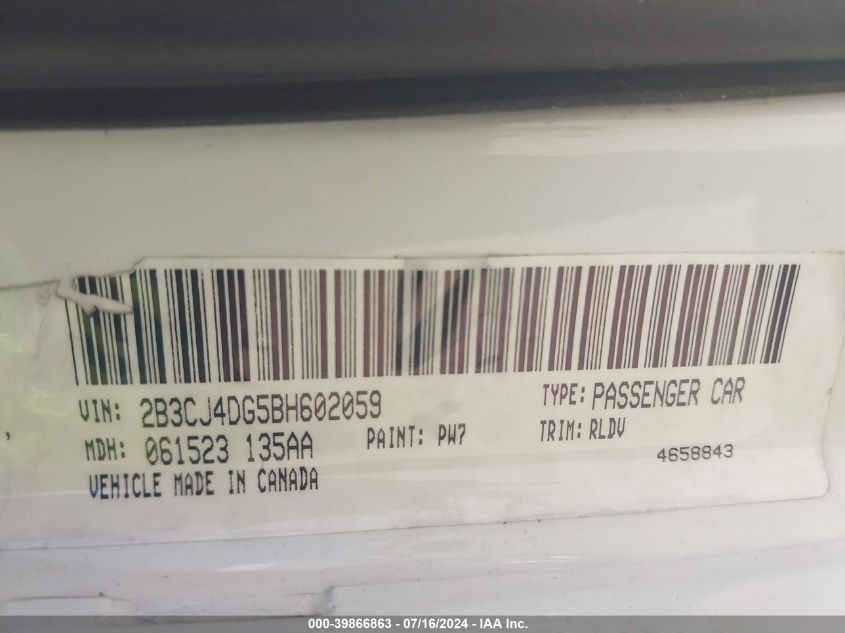 VIN: 2B3CJ4DG5BH602059 TYPE: PASSENGER CAR
MDH: 061523 135AA PAINT: PW7 TRIM: RLDV
4658843
VEHICLE MADE IN CANADA
000-39866863 - 07/16/2024 - IAA Inc.